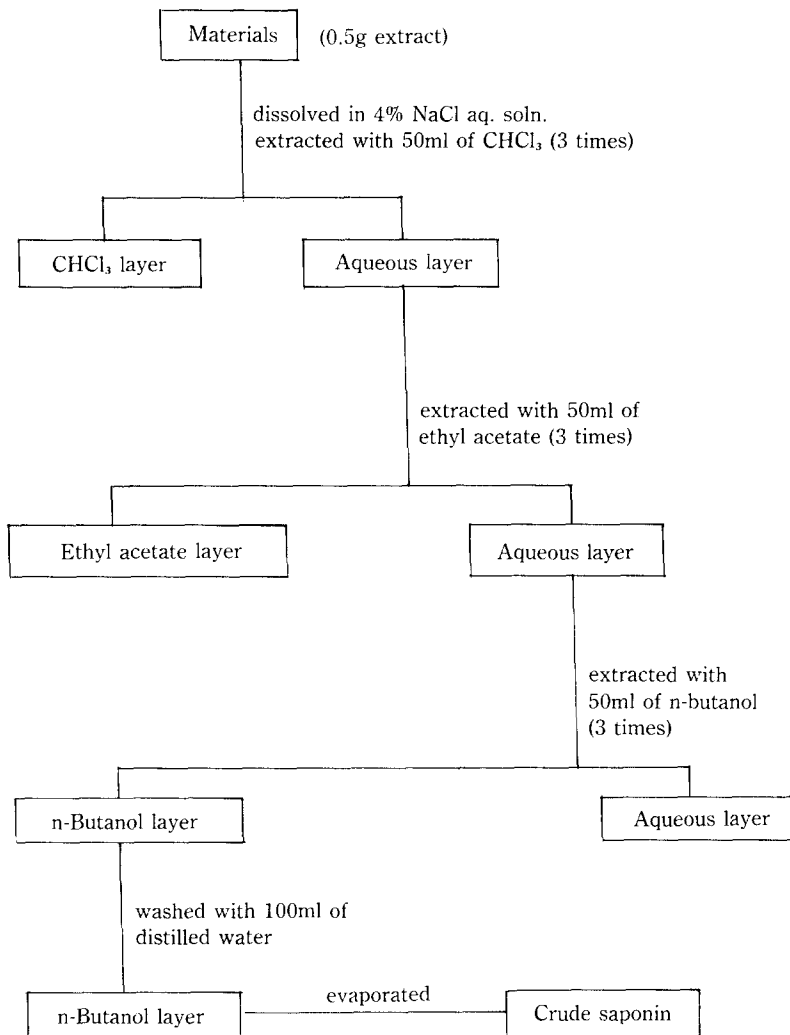 Materials (0.5g extract)
dissolved in 4% NaCl aq. soln.
extracted with 50ml of CHCl₃ (3 times)
CHCl₃ layer
Aqueous layer
extracted with 50ml of
ethyl acetate (3 times)
Ethyl acetate layer
Aqueous layer
extracted with
50ml of n-butanol
(3 times)
n-Butanol layer
Aqueous layer
washed with 100ml of
distilled water
n-Butanol layer
evaporated
Crude saponin